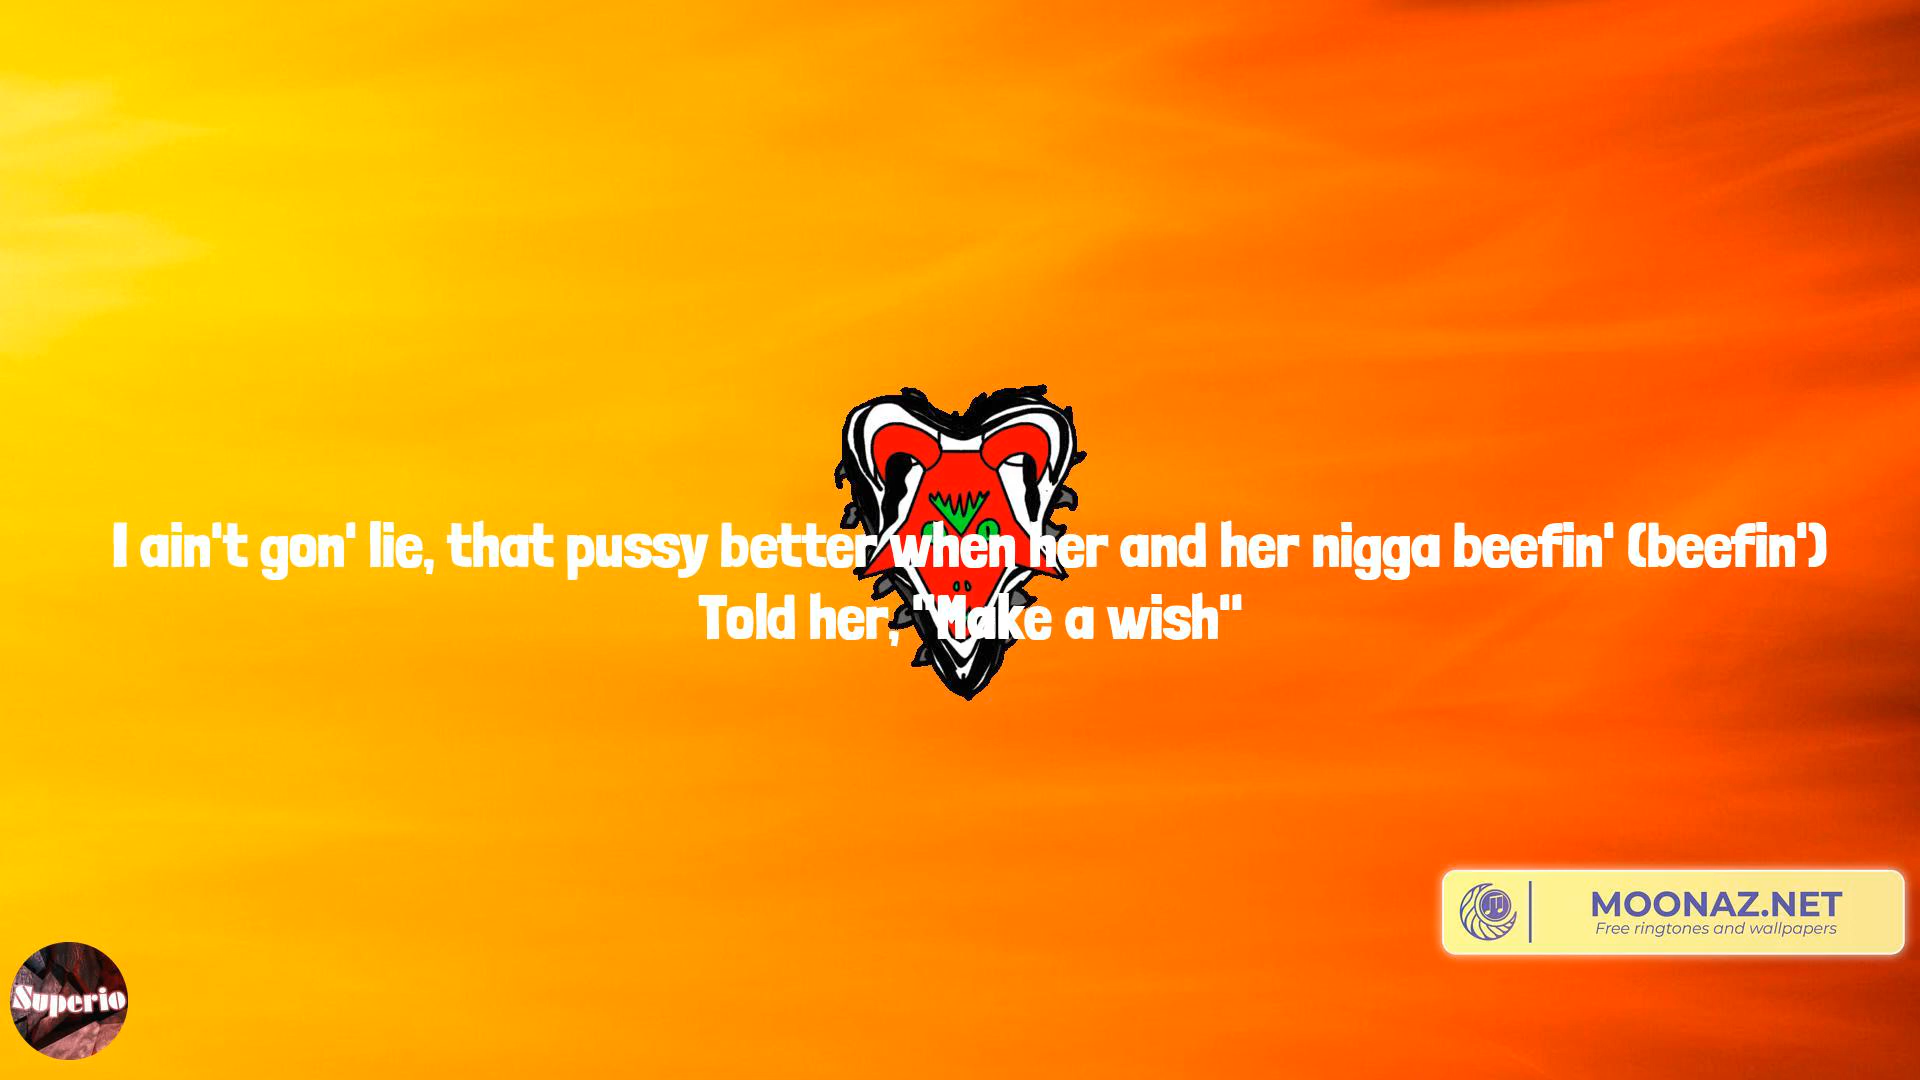 I ain't gon' lie, that pussy better when her and her nigga beefin' (beefin')
Told her, "Make a wish"
MOONAZ.NET
Free ringtones and wallpapers
Superio